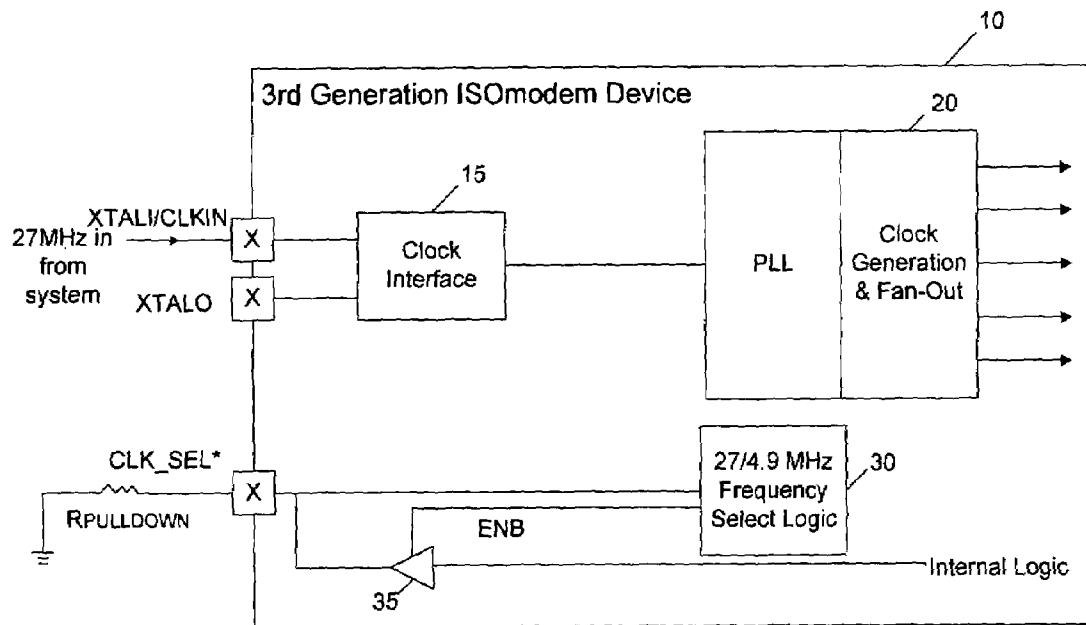 10
3rd Generation ISOmodem Device
20
15
XTALI/CLKIN
X
27MHz in
from
system
Clock
Interface
PLL
Clock
Generation
& Fan-Out
XTALO
X
CLK_SEL*
X
RPULLDOWN
27/4.9 MHz
Frequency
Select Logic
30
ENB
35
Internal Logic